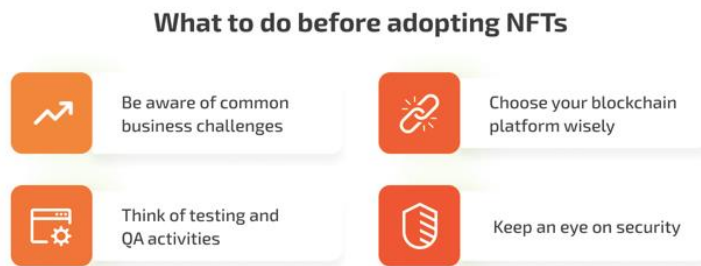 What to do before adopting NFTs
Be aware of common
business challenges
Choose your blockchain
platform wisely
Think of testing and
QA activities
Keep an eye on security